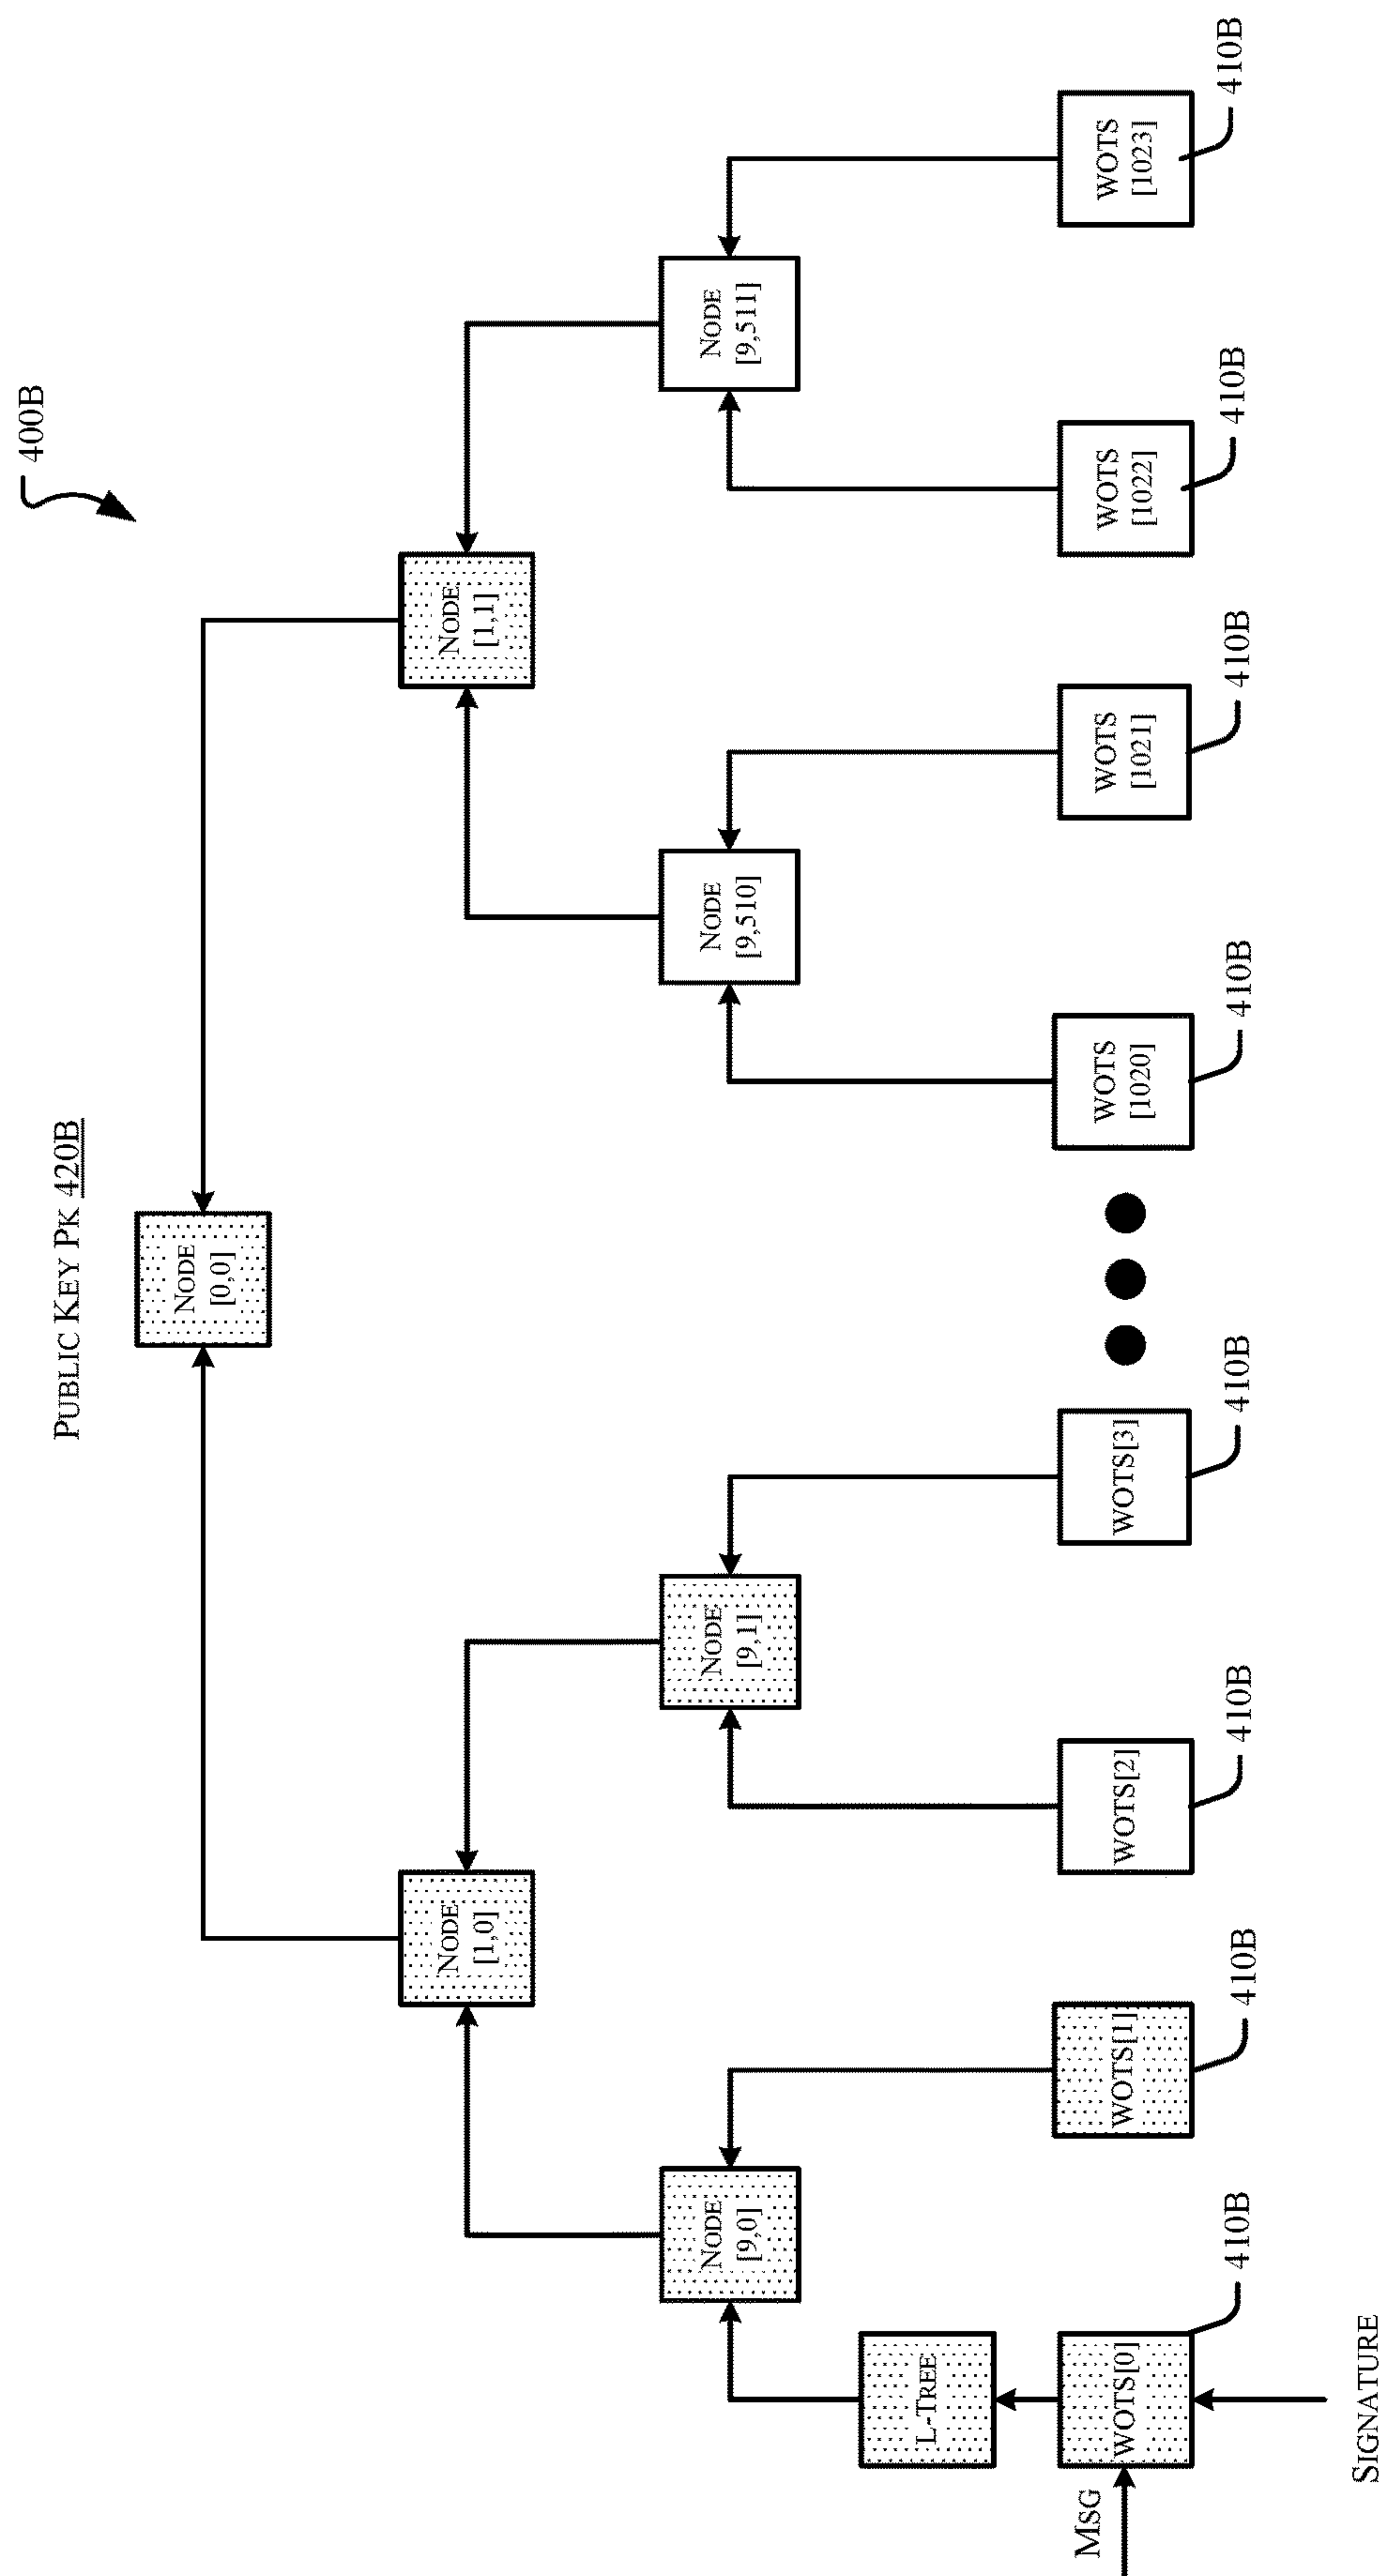 400B
PUBLIC KEY PK 420B
NODE
[0,0]
NODE
[1,0]
NODE
[1,1]
NODE
[9,0]
NODE
[9,1]
NODE
[9,510]
NODE
[9,511]
L-TREE
MSG
WOTS[0]
WOTS[1]
WOTS[2]
WOTS[3]
WOTS
[1020]
WOTS
[1021]
WOTS
[1022]
WOTS
[1023]
410B
410B
410B
410B
410B
410B
410B
410B
SIGNATURE